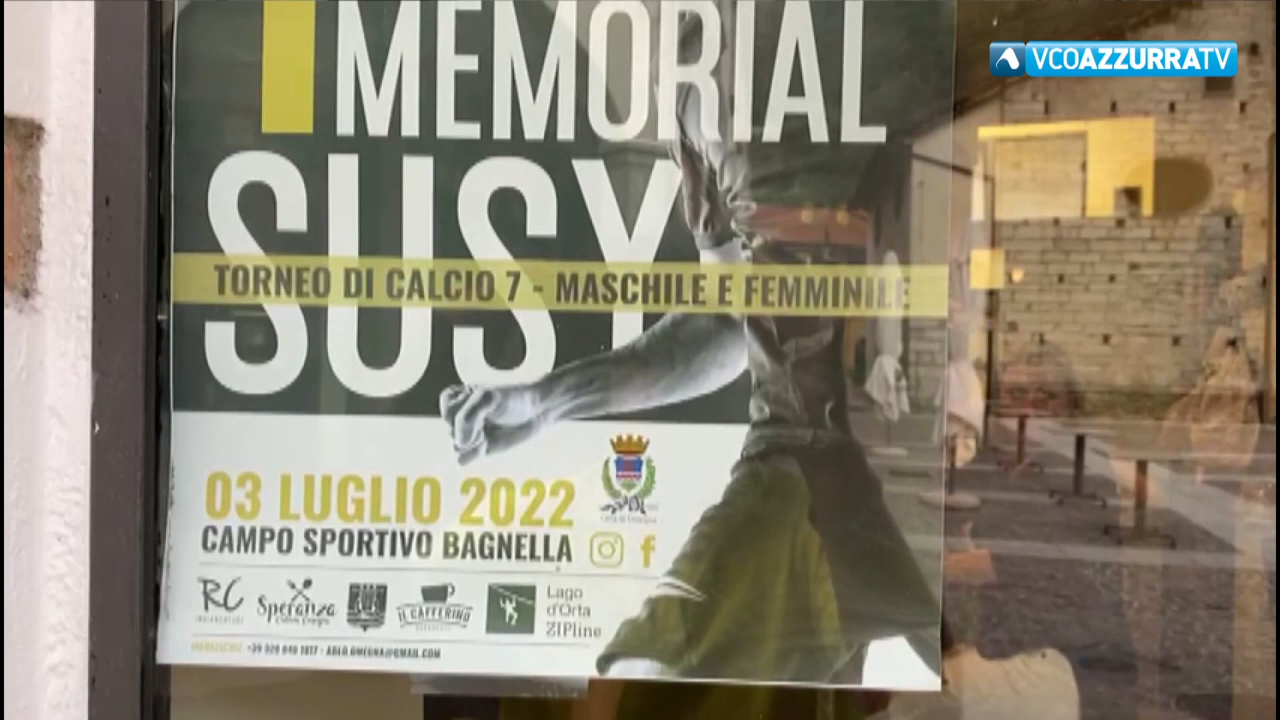 VCOAZZURRATV
MEMORIAL
SUSY
TORNEO DI CALCIO 7 - MASCHILE E FEMMINILE
03 LUGLIO 2022
CAMPO SPORTIVO BAGNELLA
RC
Speranza
IL CAFFERINO
Lago
d'Orta
ZIPline